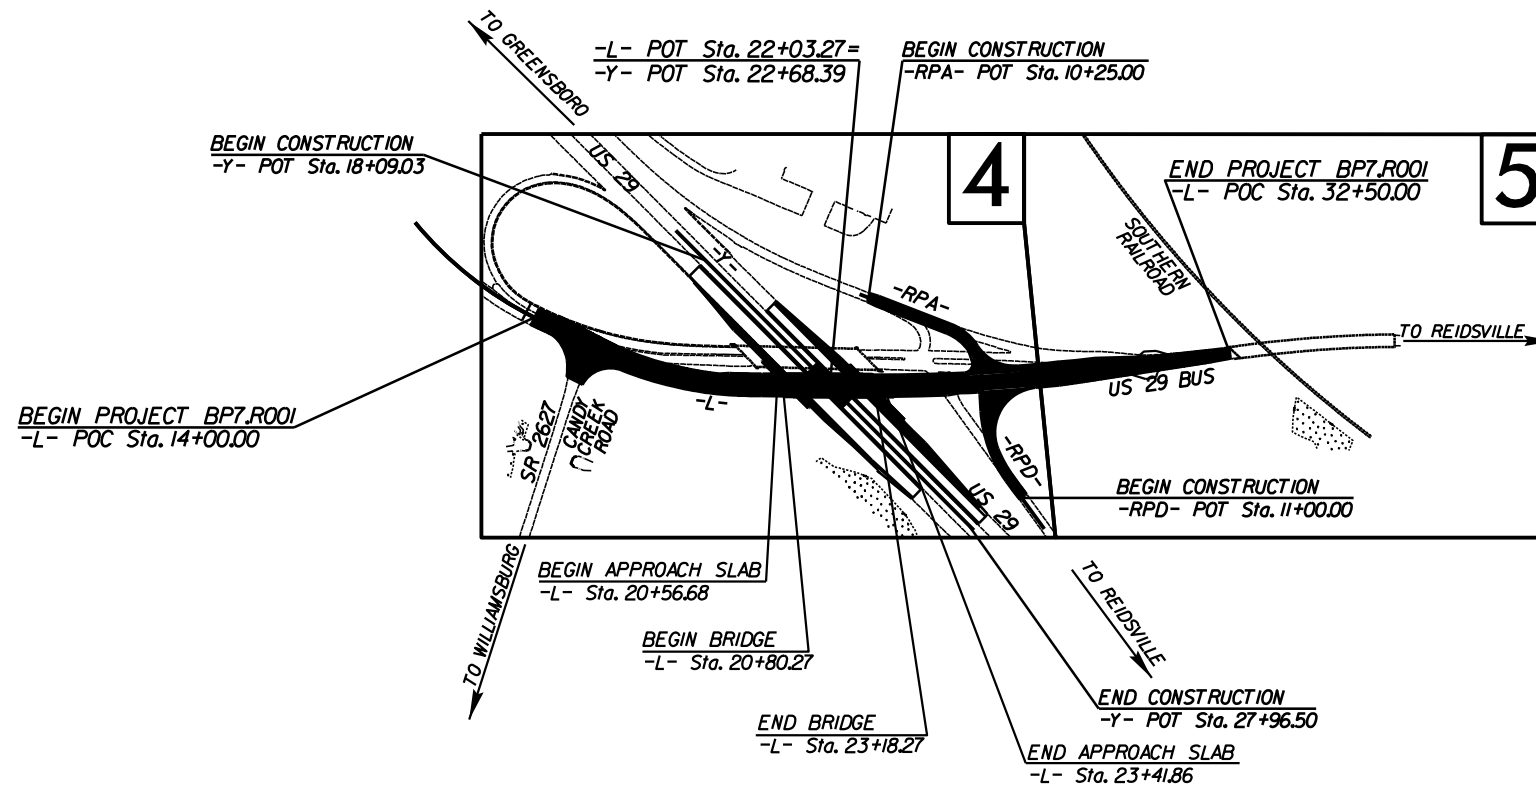 TO GREENSBORO
-L- POT Sta. 22+03.27=
-Y- POT Sta. 22+68.39
BEGIN CONSTRUCTION
-RPA- POT Sta. 10+25.00
BEGIN CONSTRUCTION
-Y- POT Sta. 18+09.03
US 29
4
END PROJECT BP7.R001
-L- POC Sta. 32+50.00
5
SOUTHERN
RAILROAD
-Y-
-RPA-
TO REIDSVILLE
US 29 BUS
-L-
BEGIN PROJECT BP7.R001
-L- POC Sta. 14+00.00
SR 2627
CANDY
CREEK
ROAD
-RPD-
US 29
BEGIN CONSTRUCTION
-RPD- POT Sta. 11+00.00
TO WILLIAMSBURG
BEGIN APPROACH SLAB
-L- Sta. 20+56.68
TO REIDSVILLE
BEGIN BRIDGE
-L- Sta. 20+80.27
END CONSTRUCTION
-Y- POT Sta. 27+96.50
END BRIDGE
-L- Sta. 23+18.27
END APPROACH SLAB
-L- Sta. 23+41.86